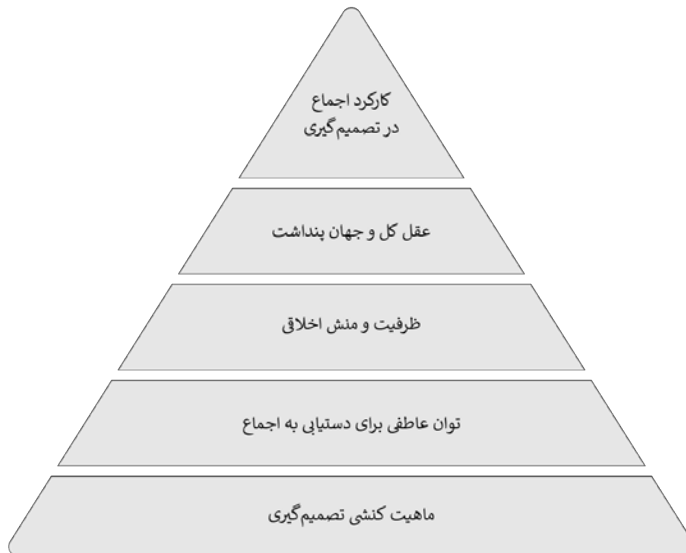 کارکرد اجماع
در تصمیم‌گیری
عقل کل و جهان پنداشت
ظرفیت و منش اخلاقی
توان عاطفی برای دستیابی به اجماع
ماهیت کنشی تصمیم‌گیری